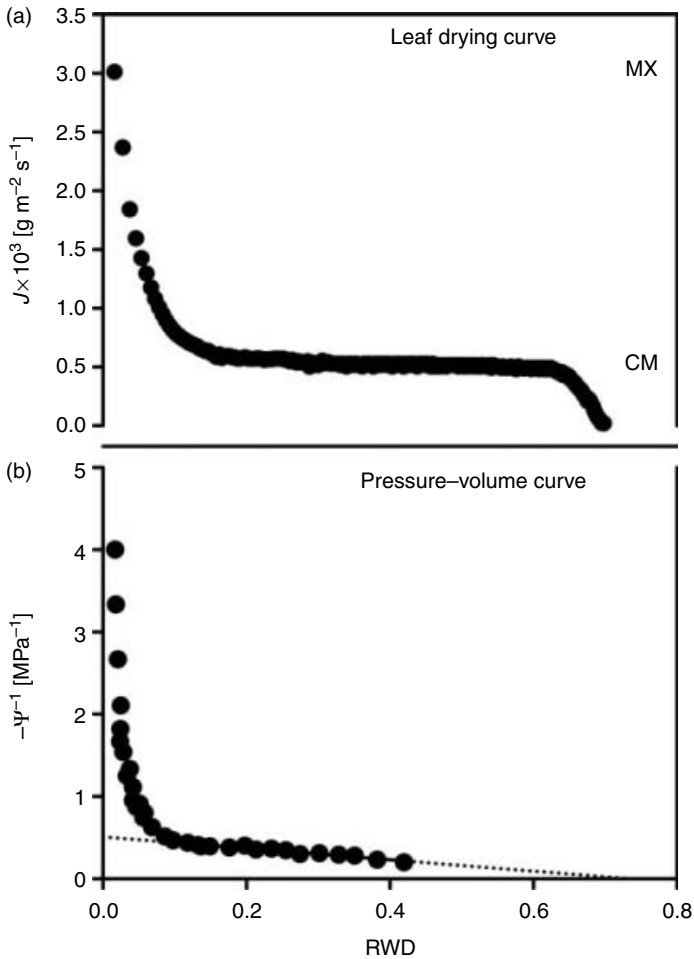 (a)
Leaf drying curve
MX
CM
3.5
3.0
2.5
2.0
1.5
1.0
0.5
0.0
J×10³ [g m⁻² s⁻¹]
(b)
Pressure–volume curve
5
4
3
2
1
0
−Ψ⁻¹ [MPa⁻¹]
0.0 0.2 0.4 0.6 0.8
RWD